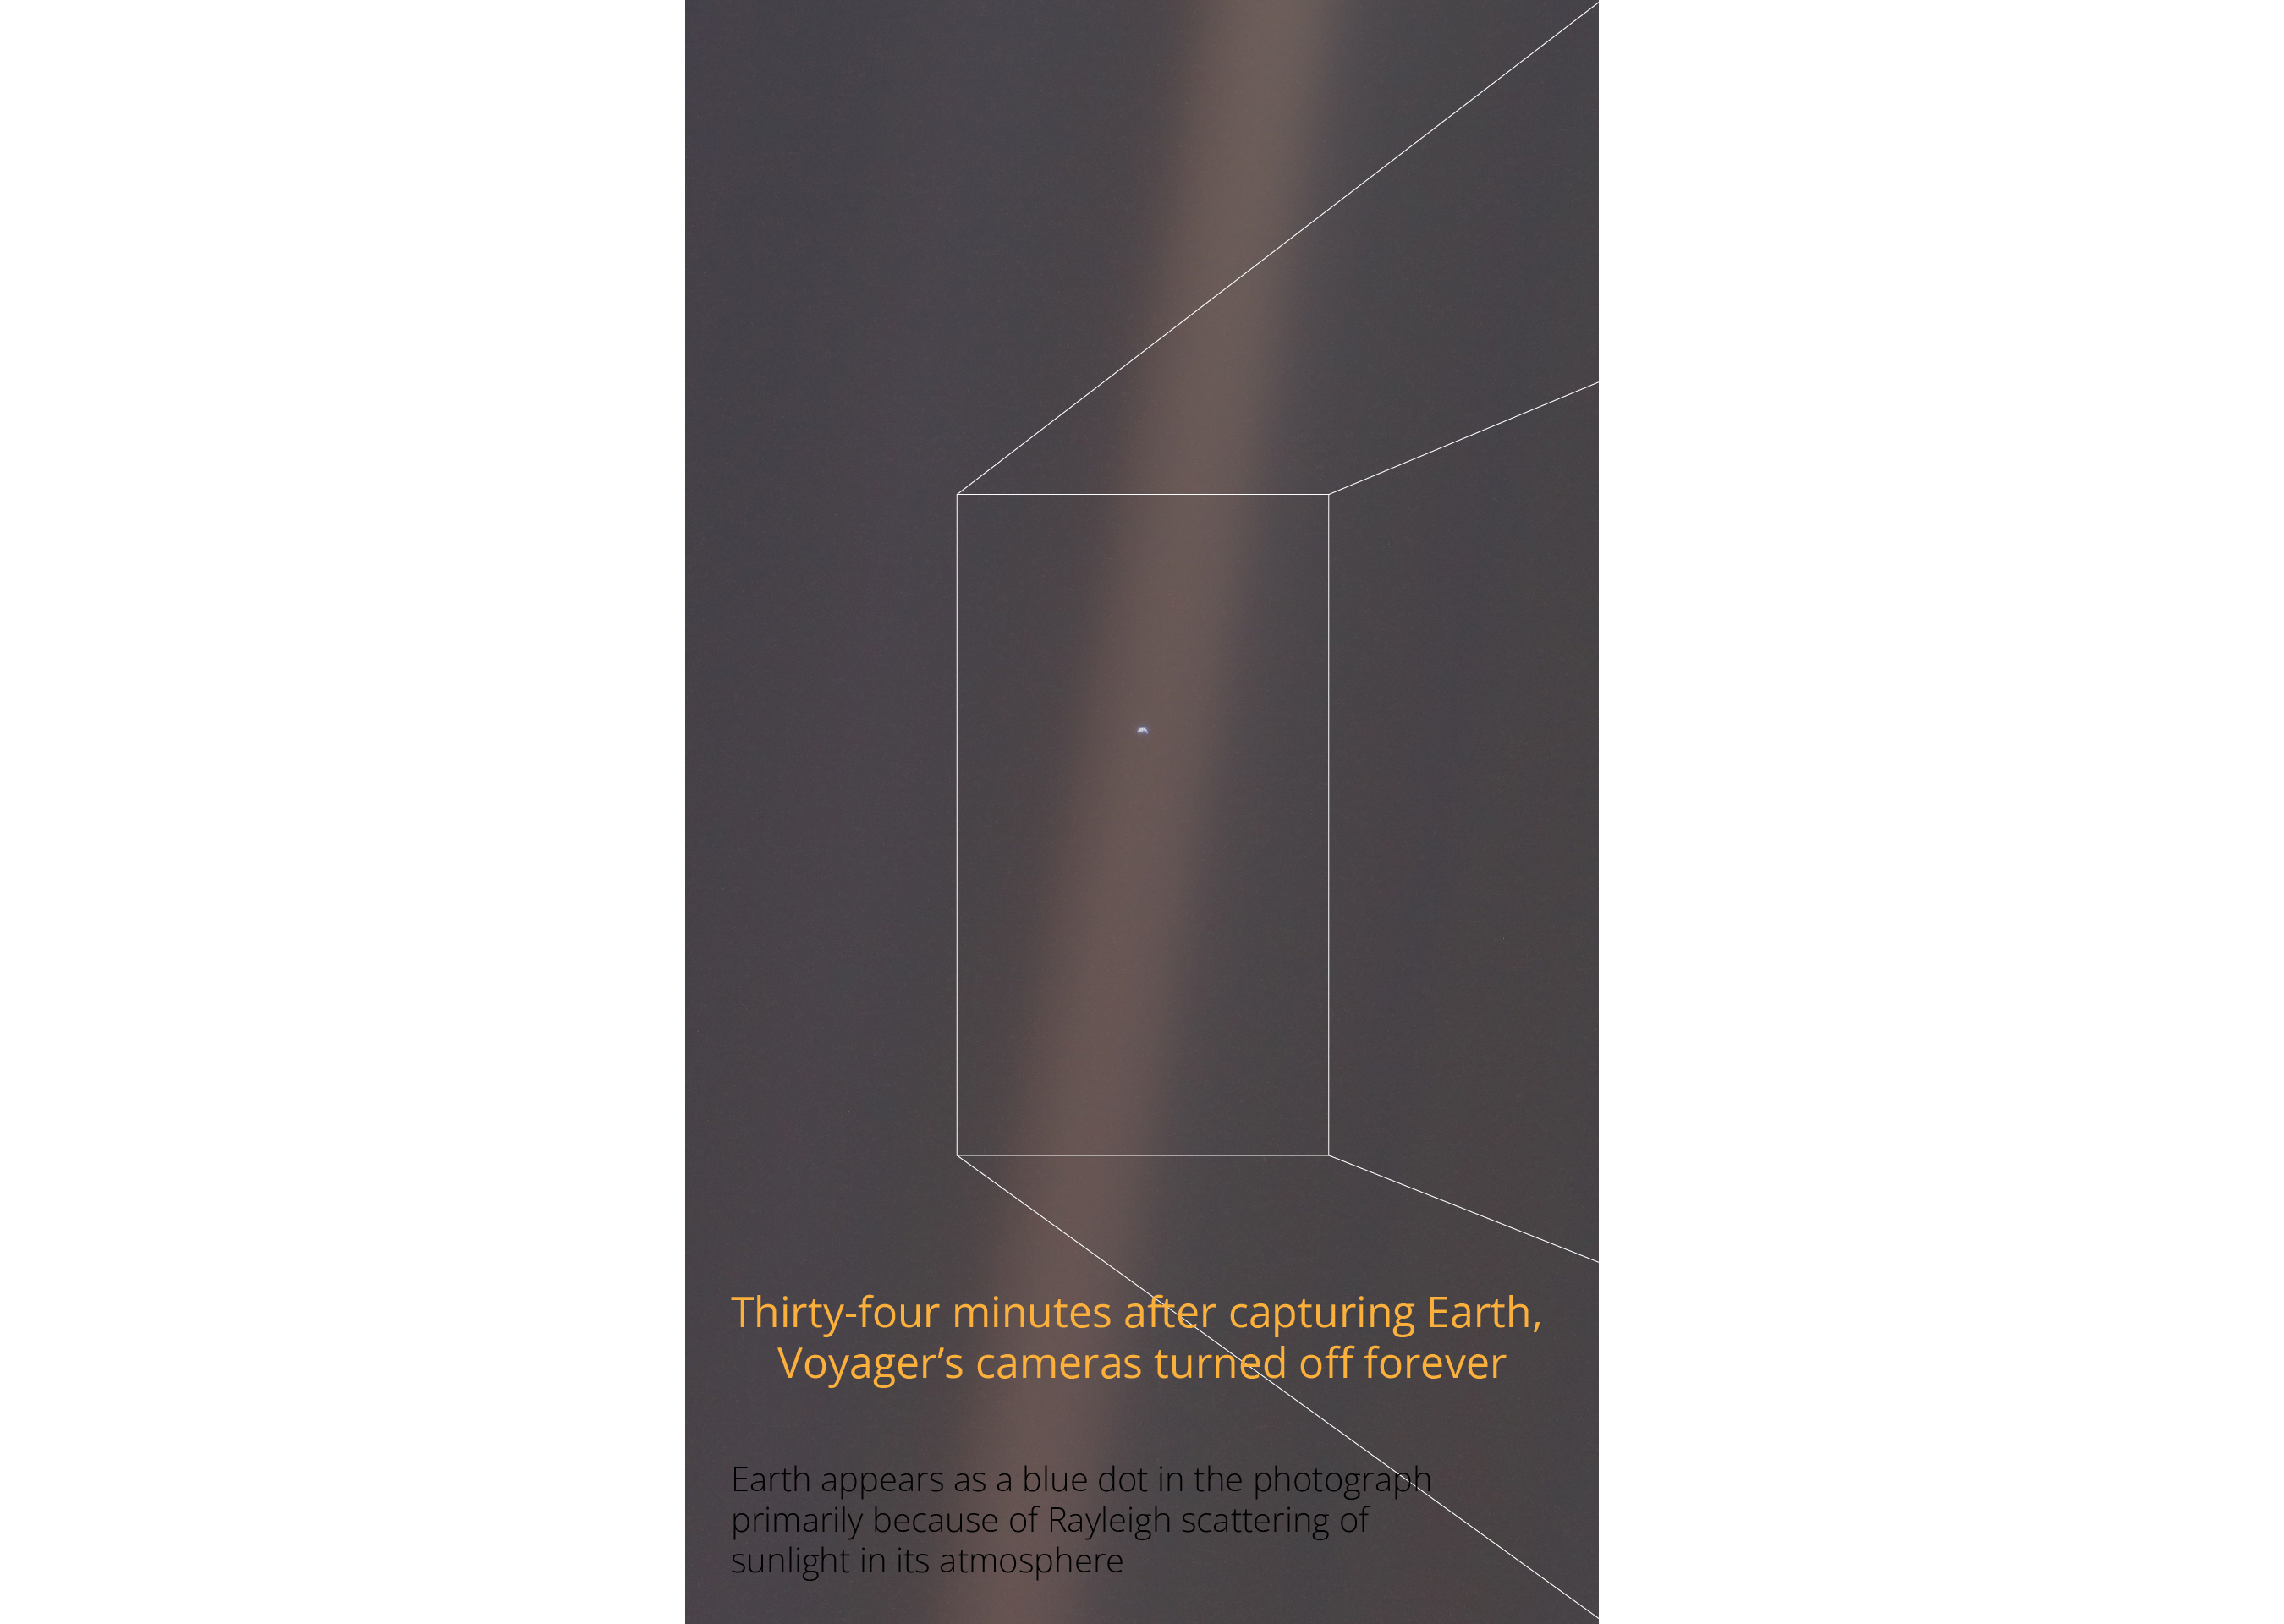 Thirty-four minutes after capturing Earth,
Voyager’s cameras turned off forever
Earth appears as a blue dot in the photograph
primarily because of Rayleigh scattering of
sunlight in its atmosphere